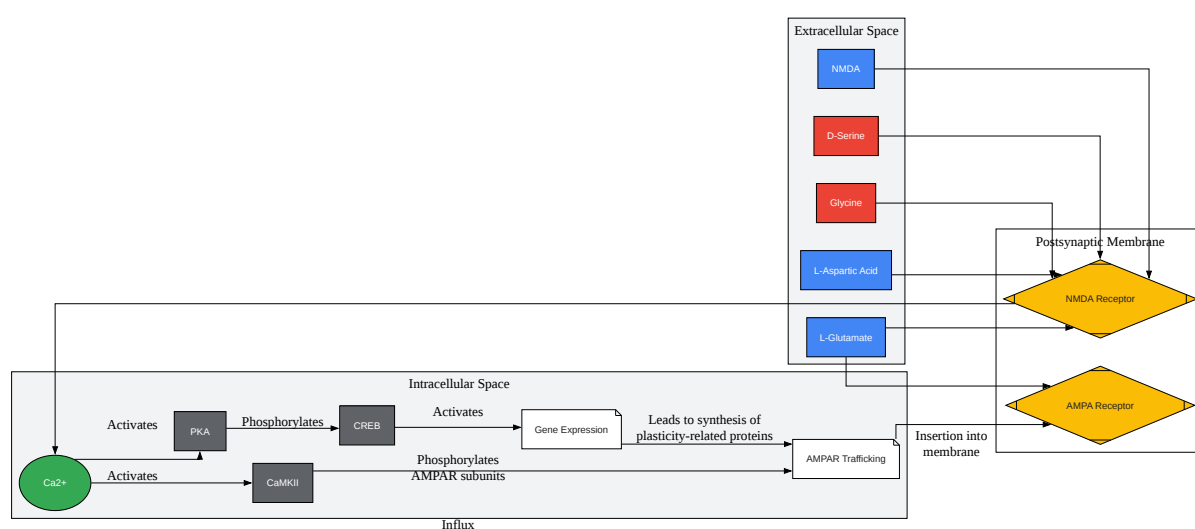 Extracellular Space
NMDA
D-Serine
Glycine
L-Aspartic Acid
L-Glutamate
Postsynaptic Membrane
NMDA Receptor
AMPA Receptor
Intracellular Space
Activates
PKA
Phosphorylates
CREB
Activates
Gene Expression
Leads to synthesis of
plasticity-related proteins
AMPAR Trafficking
Insertion into
membrane
Ca2+
Activates
CaMKII
Phosphorylates
AMPAR subunits
Influx